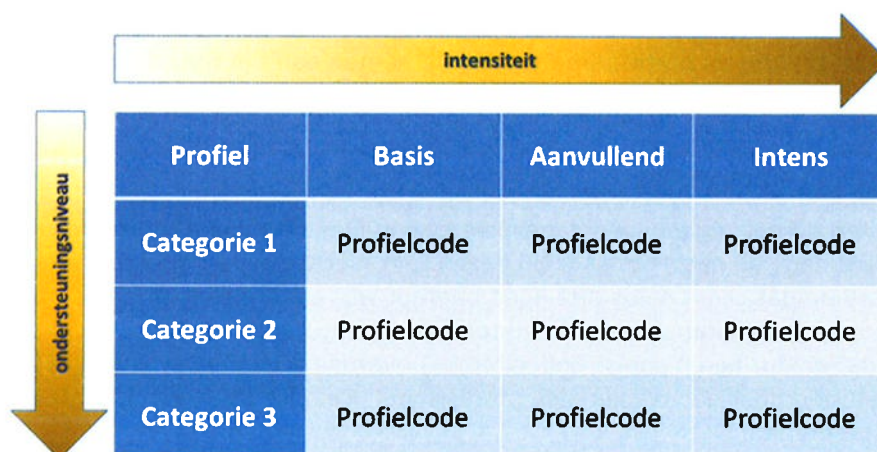 intensiteit
ondersteuningsniveau
Profiel Basis Aanvullend Intens
Categorie 1 Profielcode Profielcode Profielcode
Categorie 2 Profielcode Profielcode Profielcode
Categorie 3 Profielcode Profielcode Profielcode